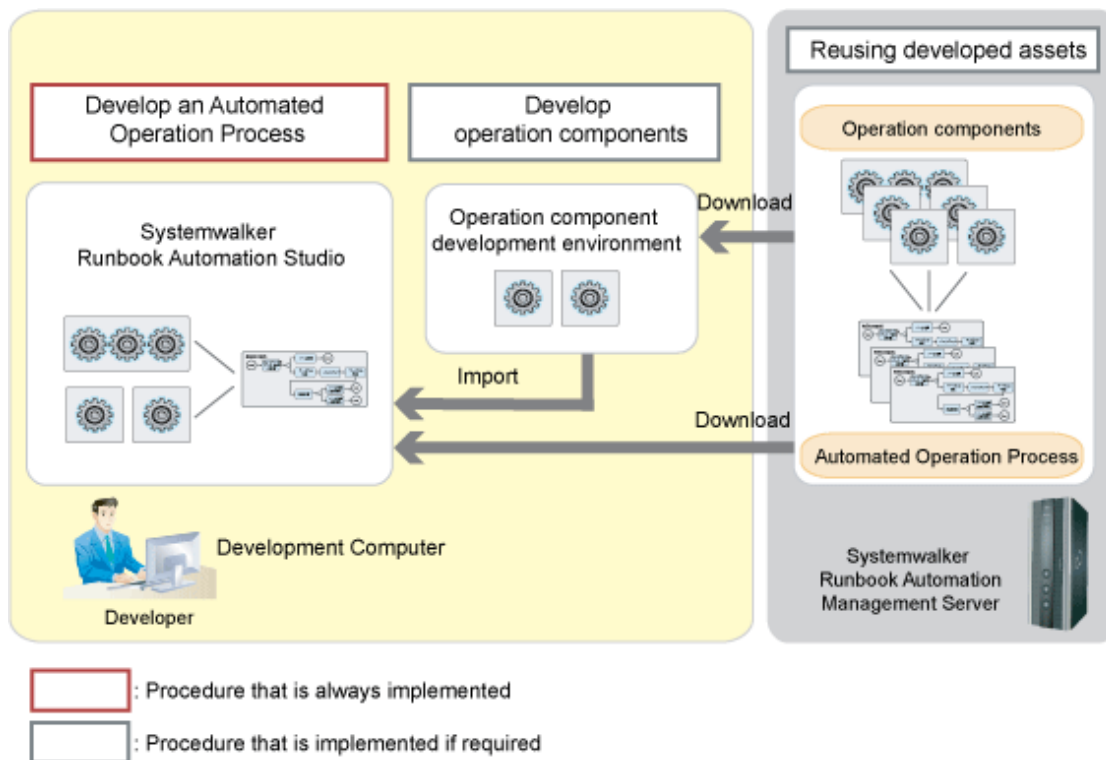 Reusing developed assets
Develop an Automated
Operation Process
Develop
operation components
Operation components
Systemwalker
Runbook Automation Studio
Operation component
development environment
Download
Import
Download
Automated Operation Process
Development Computer
Developer
Systemwalker
Runbook Automation
Management Server
: Procedure that is always implemented
: Procedure that is implemented if required